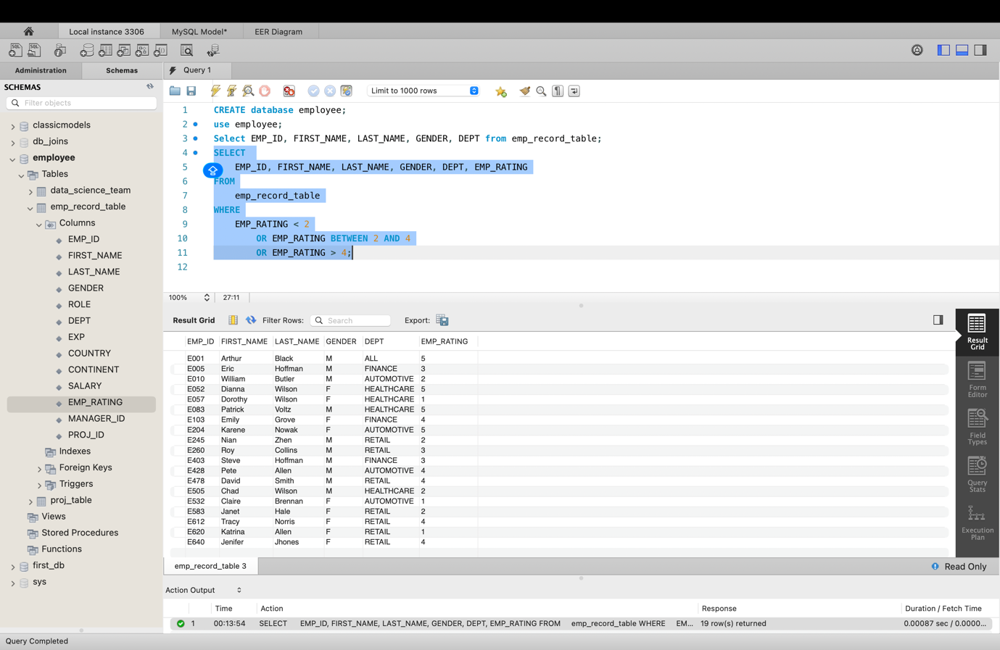 Local instance 3306 MySQL Model* EER Diagram
Administration Schemas Query 1
SCHEMAS
Filter objects
classicmodels
db_joins
employee
Tables
data_science_team
emp_record_table
Columns
EMP_ID
FIRST_NAME
LAST_NAME
GENDER
ROLE
DEPT
EXP
COUNTRY
CONTINENT
SALARY
EMP_RATING
MANAGER_ID
PROJ_ID
Indexes
Foreign Keys
Triggers
proj_table
Views
Stored Procedures
Functions
first_db
sys
Limit to 1000 rows
1 CREATE database employee;
2 use employee;
3 Select EMP_ID, FIRST_NAME, LAST_NAME, GENDER, DEPT from emp_record_table;
4 SELECT
5 EMP_ID, FIRST_NAME, LAST_NAME, GENDER, DEPT, EMP_RATING
6 FROM
7 emp_record_table
8 WHERE
9 EMP_RATING < 2
10 OR EMP_RATING BETWEEN 2 AND 4
11 OR EMP_RATING > 4;
12
100% 27:11
Result Grid Filter Rows: Search Export:
EMP_ID FIRST_NAME LAST_NAME GENDER DEPT EMP_RATING
E001 Arthur Black M ALL 5
E005 Eric Hoffman M FINANCE 3
E010 William Butler M AUTOMOTIVE 2
E052 Dianna Wilson F HEALTHCARE 5
E057 Dorothy Wilson F HEALTHCARE 1
E083 Patrick Voltz M HEALTHCARE 5
E103 Emily Grove F FINANCE 4
E204 Karene Nowak F AUTOMOTIVE 5
E245 Nian Zhen M RETAIL 2
E260 Roy Collins M RETAIL 3
E403 Steve Hoffman M FINANCE 3
E428 Pete Allen M AUTOMOTIVE 4
E478 David Smith M RETAIL 4
E505 Chad Wilson M HEALTHCARE 2
E532 Claire Brennan F AUTOMOTIVE 1
E583 Janet Hale F RETAIL 2
E612 Tracy Norris F RETAIL 4
E620 Katrina Allen F RETAIL 1
E640 Jenifer Jhones F RETAIL 4
Result
Grid
Form
Editor
Field
Types
Query
Stats
Execution
Plan
emp_record_table 3 Read Only
Action Output
Time Action Response Duration / Fetch Time
1 00:13:54 SELECT EMP_ID, FIRST_NAME, LAST_NAME, GENDER, DEPT, EMP_RATING FROM emp_record_table WHERE EM... 19 row(s) returned 0.00087 sec / 0.0000...
Query Completed